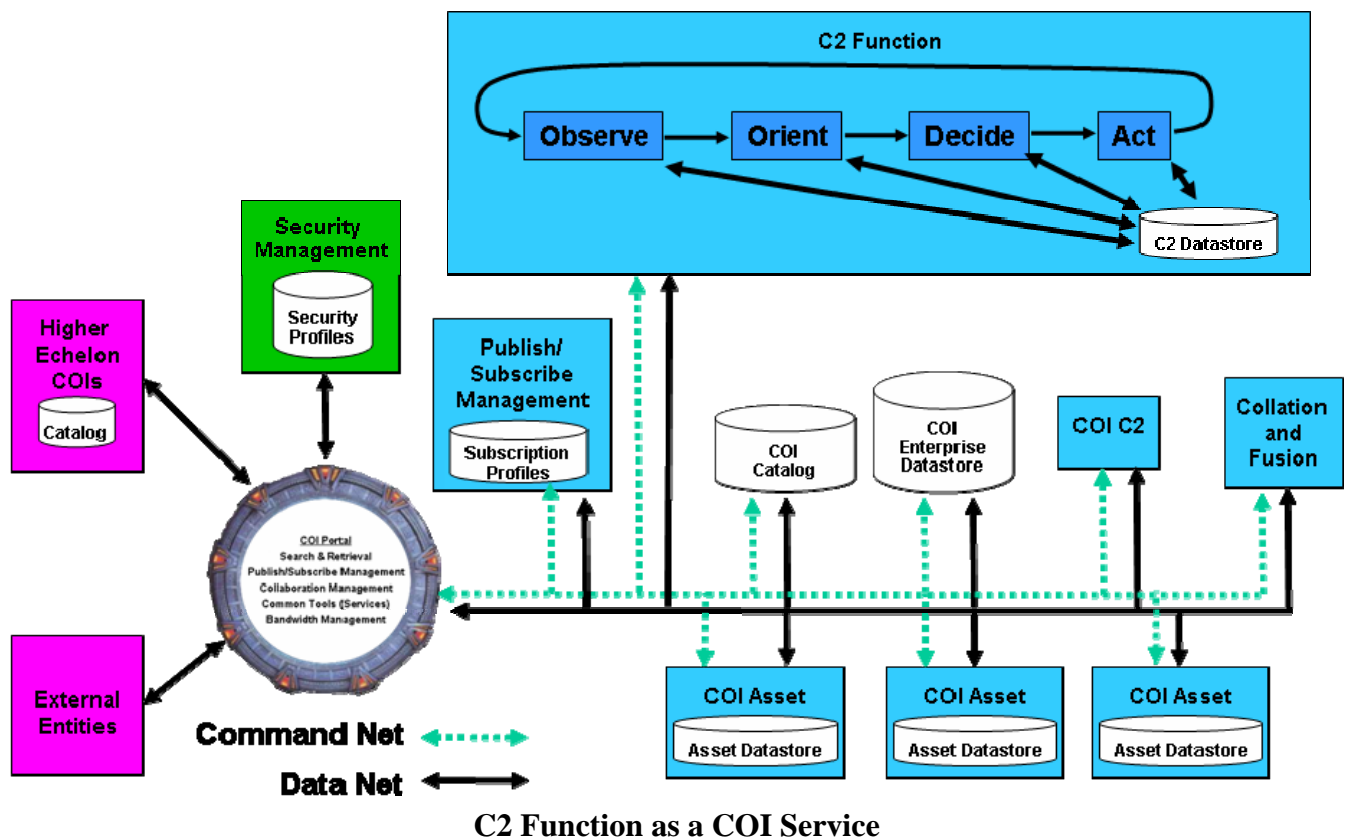 C2 Function
Observe
Orient
Decide
Act
C2 Datastore
Security
Management
Security
Profiles
Higher
Echelon
COIs
Catalog
Publish/
Subscribe
Management
Subscription
Profiles
COI
Catalog
COI
Enterprise
Datastore
COI C2
Collation
and
Fusion
COI Portal
Search & Retrieval
Publish/Subscribe Management
Collaboration Management
Common Tools (Services)
Bandwidth Management
External
Entities
COI Asset
Asset Datastore
COI Asset
Asset Datastore
COI Asset
Asset Datastore
Command Net
Data Net
C2 Function as a COI Service